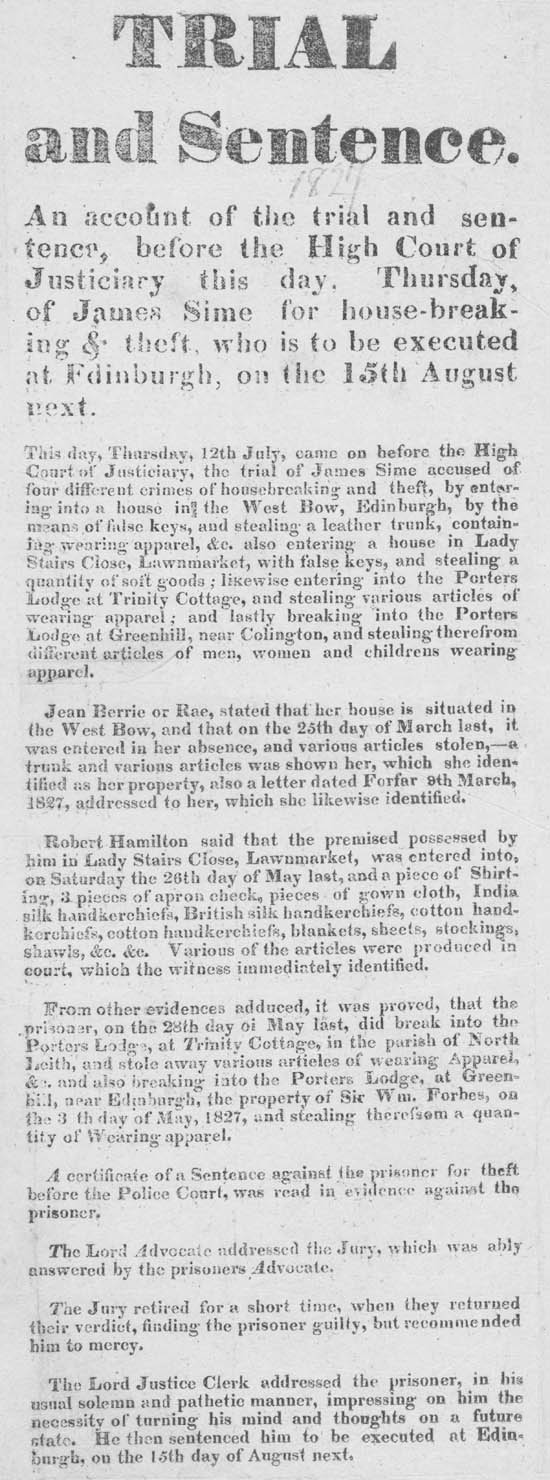 TRIAL
and Sentence.
1827
An account of the trial and sen-
tence, before the High Court of
Justiciary this day. Thursday,
of James Sime for house-break-
ing & theft, who is to be executed
at Edinburgh, on the 15th August
next.
This day, Thursday, 12th July, came on before the High
Court of Justiciary, the trial of James Sime accused of
four different crimes of housebreaking and theft, by enter-
ing into a house in the West Bow, Edinburgh, by the
means of false keys, and stealing a leather trunk, contain-
ing wearing apparel, &c. also entering a house in Lady
Stairs Close, Lawnmarket, with false keys, and stealing a
quantity of soft goods; likewise entering into the Porters
Lodge at Trinity Cottage, and stealing various articles of
wearing apparel; and lastly breaking into the Porters
Lodge at Greenhill, near Colington, and stealing therefrom
different articles of men, women and childrens wearing
apparel.
Jean Berrie or Rae, stated that her house is situated in
the West Bow, and that on the 25th day of March last, it
was entered in her absence, and various articles stolen,—a
trunk and various articles was shown her, which she iden-
tified as her property, also a letter dated Forfar 9th March,
1827, addressed to her, which she likewise identified.
Robert Hamilton said that the premised possessed by
him in Lady Stairs Close, Lawnmarket, was entered into,
on Saturday the 26th day of May last, and a piece of Shirt-
ing, 3 pieces of apron check, pieces of gown cloth, India
silk handkerchiefs, British silk handkerchiefs, cotton hand-
kerchiefs, cotton handkerchiefs, blankets, sheets, stockings,
shawls, &c. &c. Various of the articles were produced in
court, which the witness immediately identified.
From other evidences adduced, it was proved, that the
prisoner, on the 28th day of May last, did break into the
Porters Lodge, at Trinity Cottage, in the parish of North
Leith, and stole away various articles of wearing Apparel,
&c. and also breaking into the Porters Lodge, at Green-
hill, near Edinburgh, the property of Sir Wm. Forbes, on
the 3 th day of May, 1827, and stealing therefsom a quan-
tity of Wearing apparel.
A certificate of a Sentence against the prisoner for theft
before the Police Court, was read in evidence against the
prisoner.
The Lord Advocate addressed the Jury, which was ably
answered by the prisoners Advocate.
The Jury retired for a short time, when they returned
their verdict, finding the prisoner guilty, but recommended
him to mercy.
The Lord Justice Clerk addressed the prisoner, in his
usual solemn and pathetic manner, impressing on him the
necessity of turning his mind and thoughts on a future
state. He then sentenced him to be executed at Edin-
burgh, on the 15th day of August next.